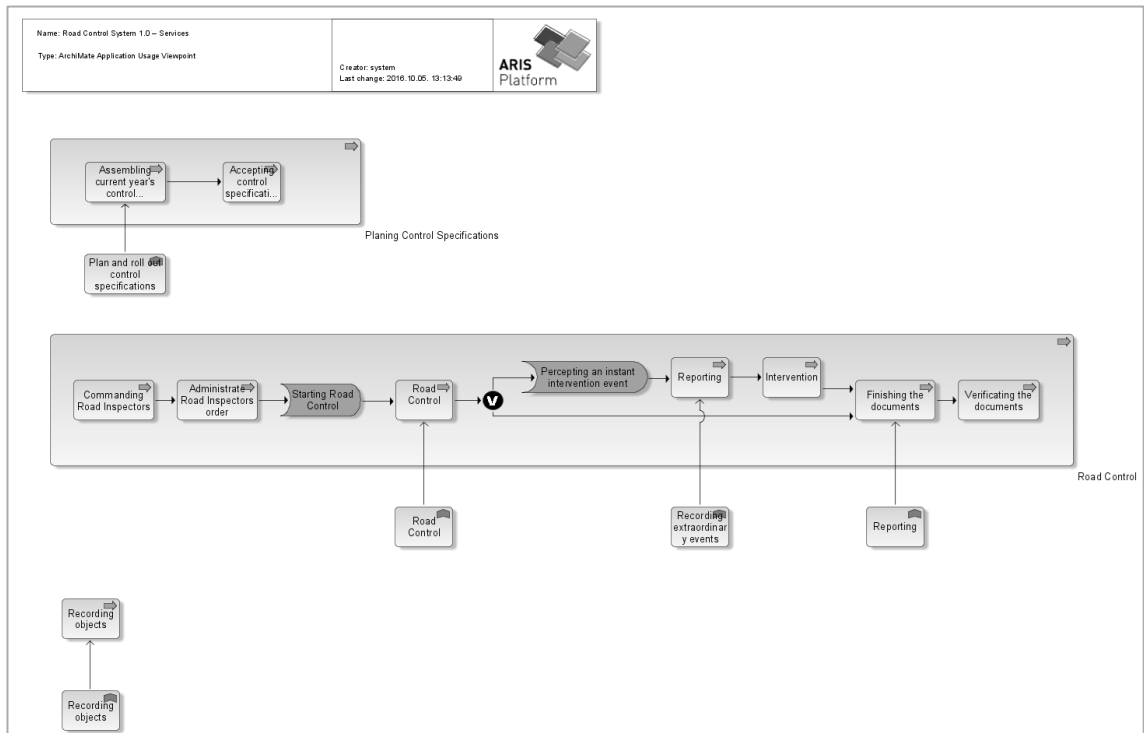 Name: Road Control System 1.0 – Services
Type: ArchiMate Application Usage Viewpoint
Creator: system
Last change: 2016.10.05. 13:13:49
ARIS
Platform
Assembling
current year's
control...
Accepting
control
specificati...
Planing Control Specifications
Plan and roll out
control
specifications
Commanding
Road Inspectors
Administrate
Road Inspectors
order
Starting Road
Control
Road
Control
V
Percepting an instant
intervention event
Reporting
Intervention
Finishing the
documents
Verificating the
documents
Road Control
Road
Control
Recording
extraordinar
y events
Reporting
Recording
objects
Recording
objects